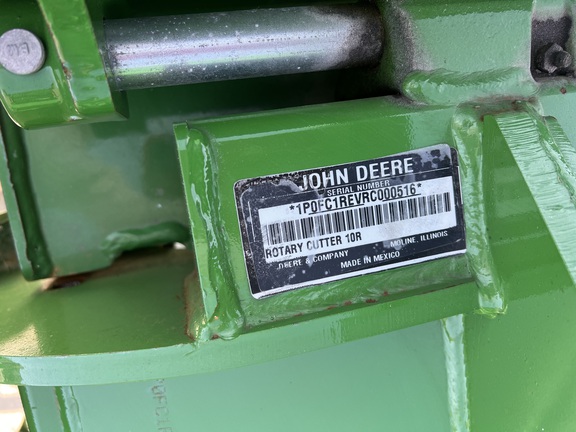 JOHN DEERE
SERIAL NUMBER
*1P0FC1REVRC000516*
ROTARY CUTTER 10R
DEERE & COMPANY MOLINE, ILLINOIS
MADE IN MEXICO